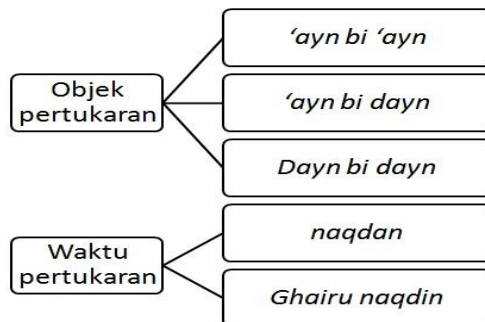 Objek
pertukaran
‘ayn bi ‘ayn
‘ayn bi dayn
Dayn bi dayn
Waktu
pertukaran
naqdan
Ghairu naqdin